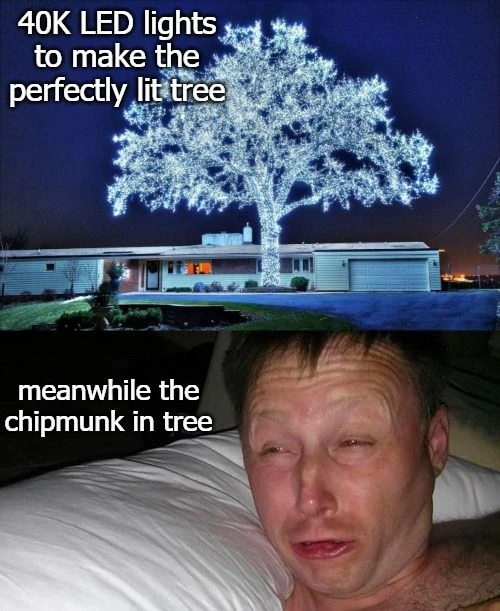 40K LED lights
to make the
perfectly lit tree
meanwhile the
chipmunk in tree